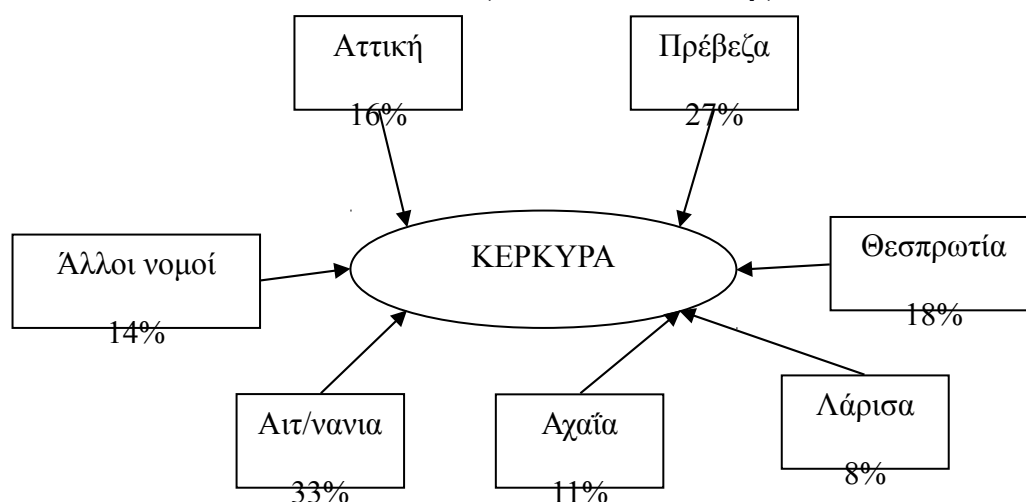 Αττική
16%
Πρέβεζα
27%
Άλλοι νομοί
14%
ΚΕΡΚΥΡΑ
Θεσπρωτία
18%
Αιτ/νανια
33%
Αχαΐα
11%
Λάρισα
8%